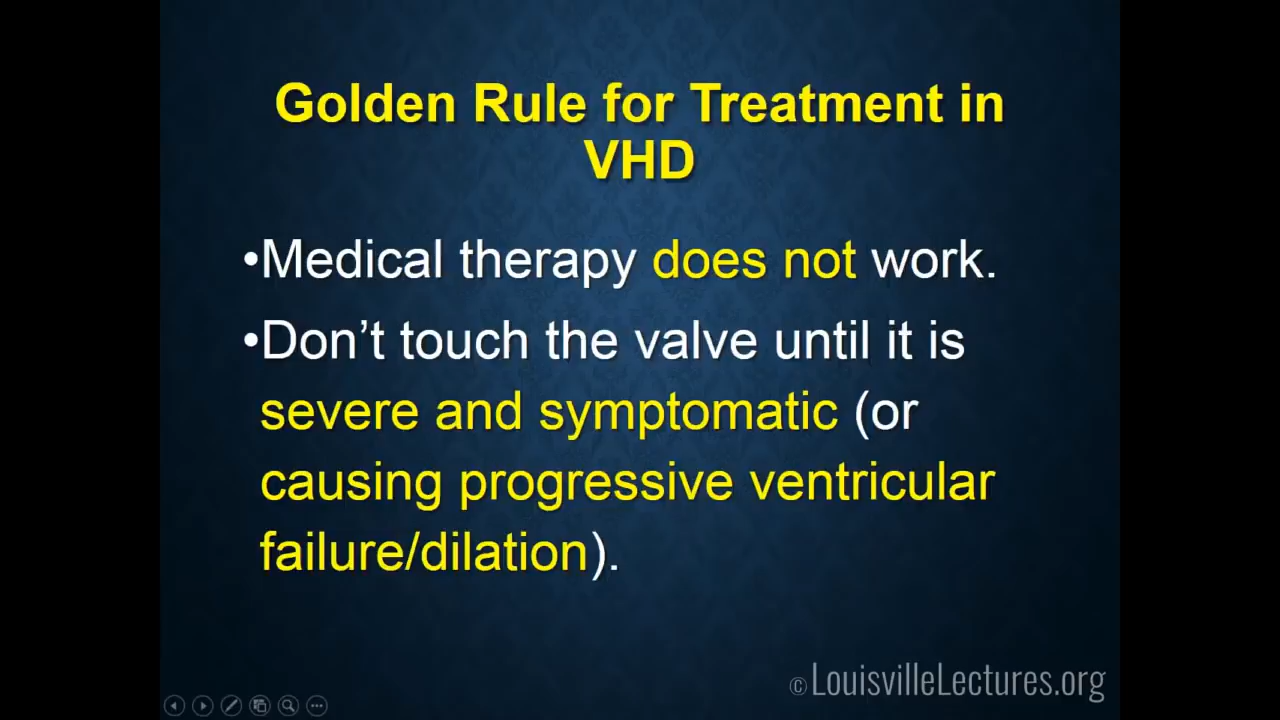 Golden Rule for Treatment in
VHD
•Medical therapy does not work.
•Don’t touch the valve until it is
severe and symptomatic (or
causing progressive ventricular
failure/dilation).
© LouisvilleLectures.org